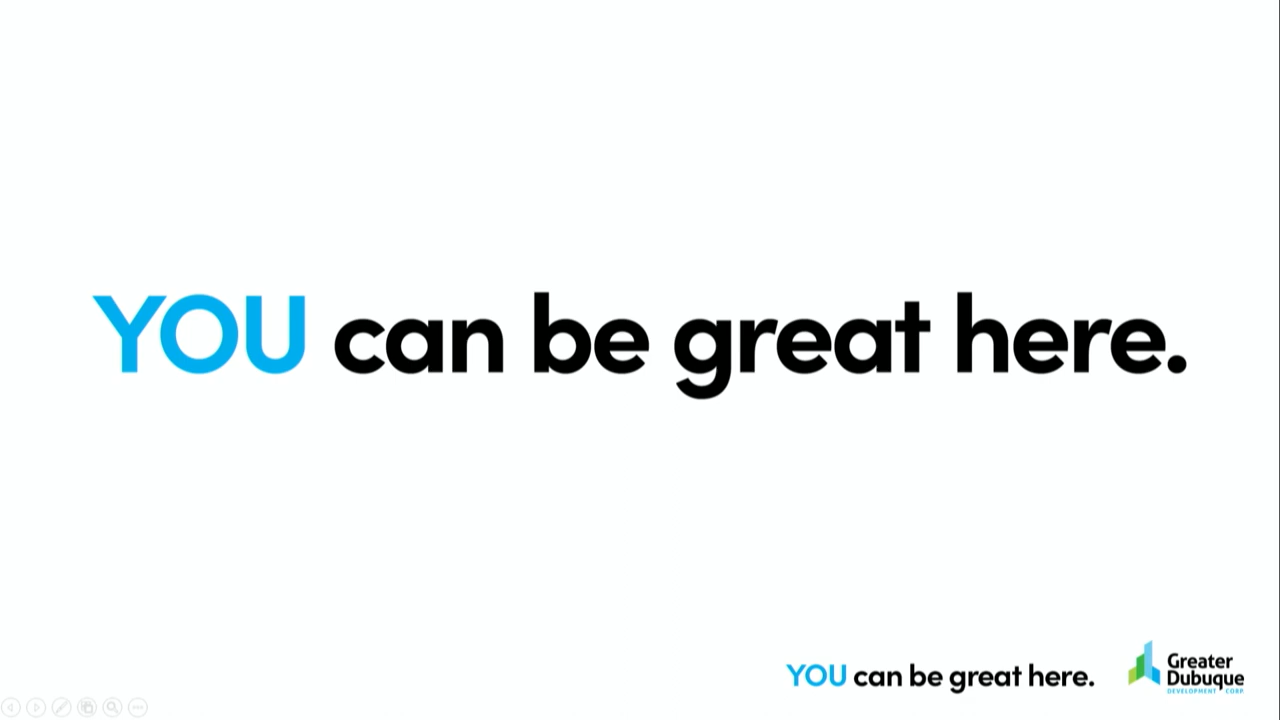 YOU can be great here.
YOU can be great here.
Greater
Dubuque
DEVELOPMENT CORP.